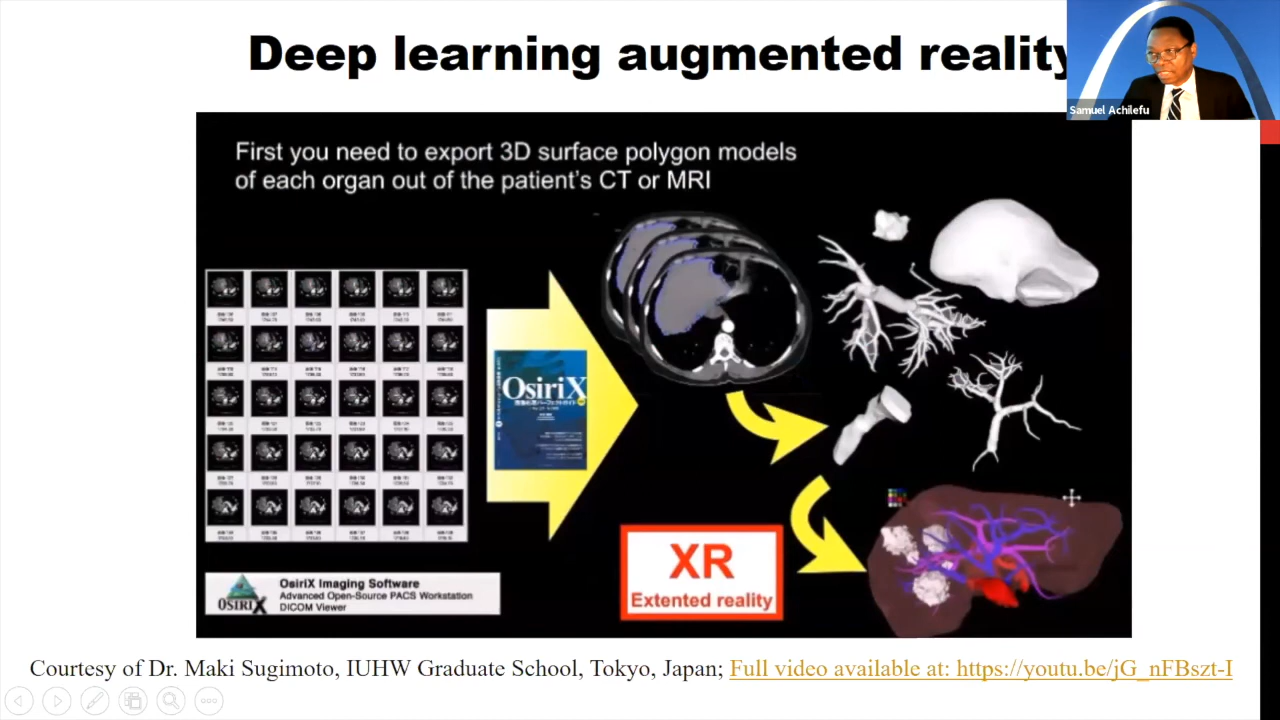 Deep learning augmented reality
Samuel Achilefu
First you need to export 3D surface polygon models
of each organ out of the patient's CT or MRI
OsiriX
OSIRIX
OsiriX Imaging Software
Advanced Open-Source PACS Workstation
DICOM Viewer
XR
Extented reality
Courtesy of Dr. Maki Sugimoto, IUHW Graduate School, Tokyo, Japan; Full video available at: https://youtu.be/jG_nFBszt-I